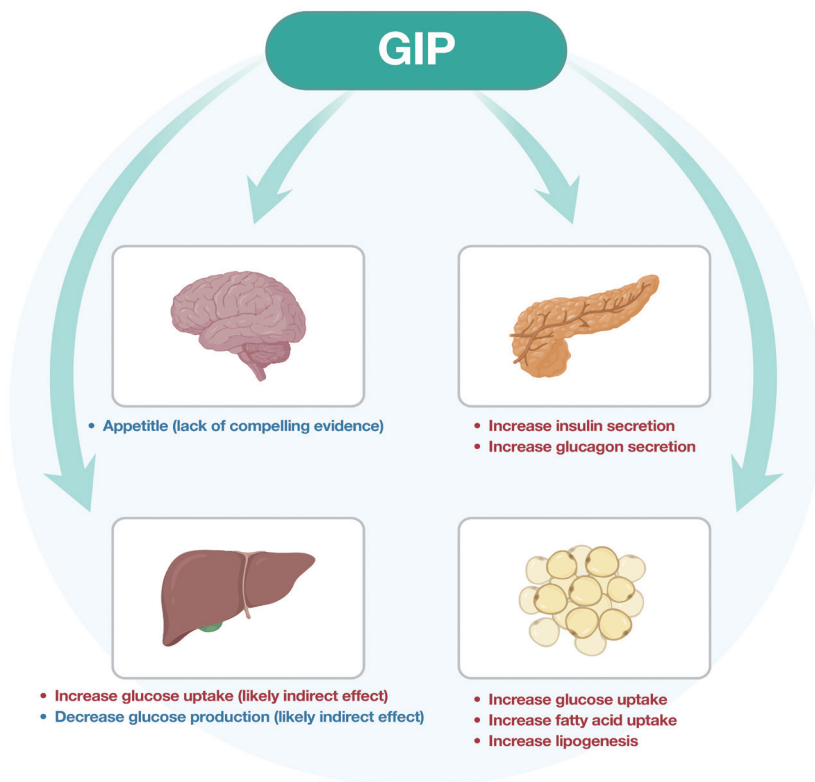 GIP
• Appetitle (lack of compelling evidence)
• Increase insulin secretion
• Increase glucagon secretion
• Increase glucose uptake (likely indirect effect)
• Decrease glucose production (likely indirect effect)
• Increase glucose uptake
• Increase fatty acid uptake
• Increase lipogenesis